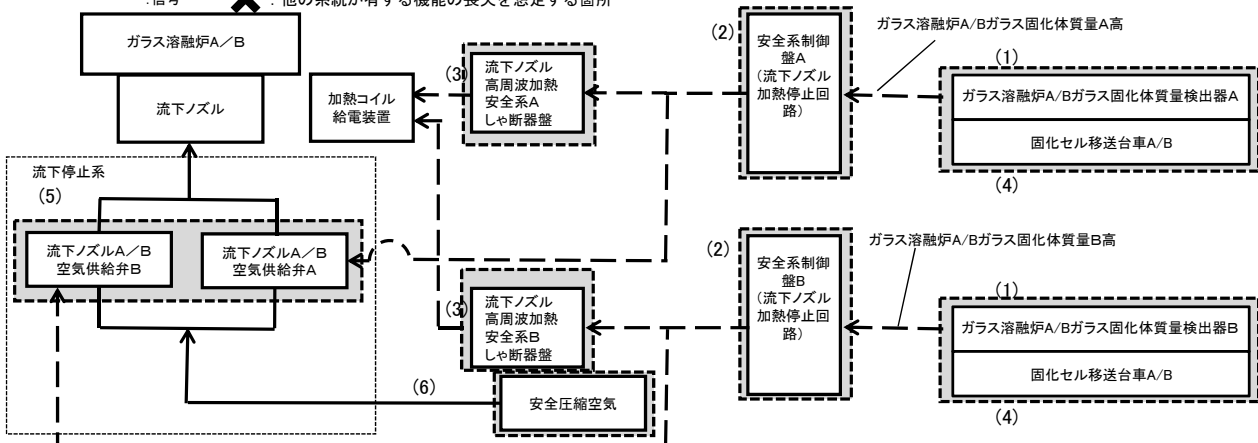 :信号
:他の系統が有する機能の喪失を想定する箇所
ガラス溶融炉A/B
流下ノズル
加熱コイル
給電装置
(3)
流下ノズル
高周波加熱
安全系A
しゃ断器盤
(2)
安全系制御
盤A
(流下ノズル
加熱停止回
路)
ガラス溶融炉A/Bガラス固化体質量A高
(1)
ガラス溶融炉A/Bガラス固化体質量検出器A
固化セル移送台車A/B
(4)
流下停止系
(5)
流下ノズルA/B
空気供給弁B
流下ノズルA/B
空気供給弁A
(3)
流下ノズル
高周波加熱
安全系B
しゃ断器盤
(2)
安全系制御
盤B
(流下ノズル
加熱停止回
路)
ガラス溶融炉A/Bガラス固化体質量B高
(1)
ガラス溶融炉A/Bガラス固化体質量検出器B
固化セル移送台車A/B
(4)
(6)
安全圧縮空気